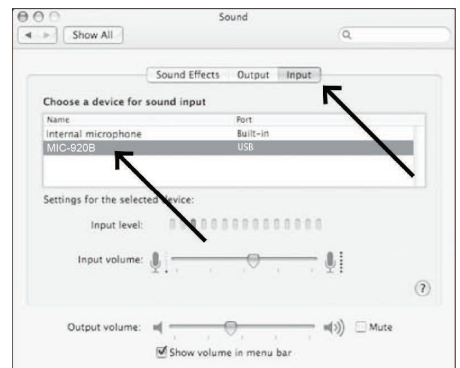 Sound
Show All
Sound Effects Output Input
Choose a device for sound input
Name Port
Internal microphone Built-in
MIC-920B USB
Settings for the selected device:
Input level:
Input volume:
?
Output volume: Mute
Show volume in menu bar